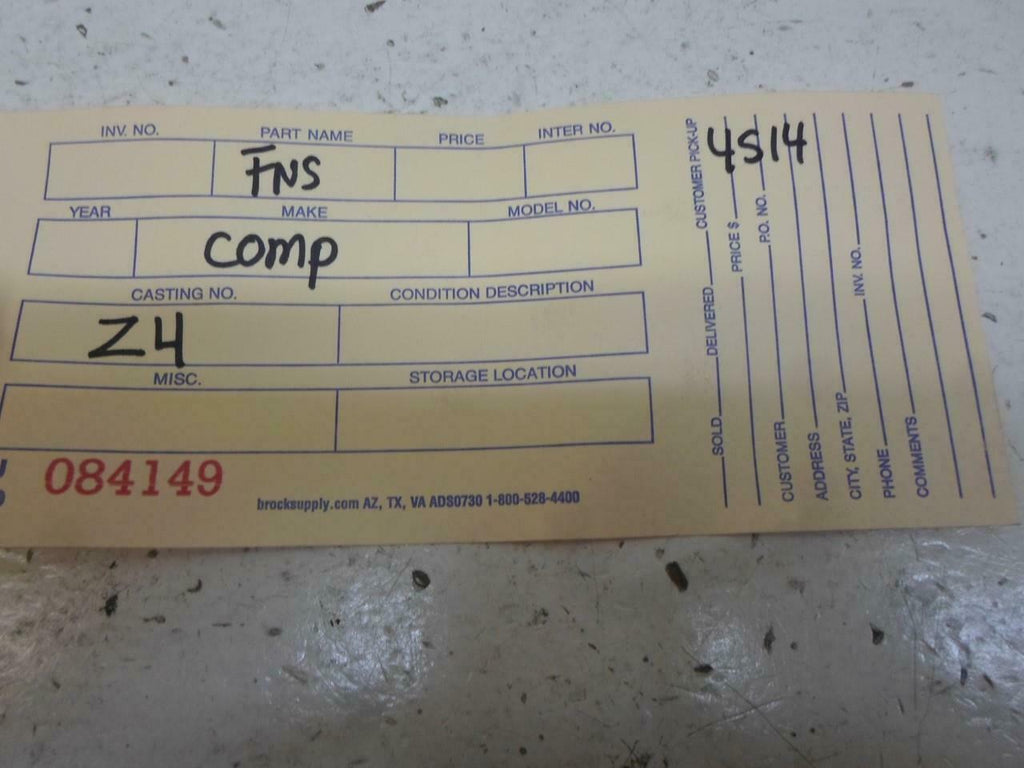 INV. NO. PART NAME PRICE INTER NO.
FNS
YEAR MAKE MODEL NO.
COMP
CASTING NO. CONDITION DESCRIPTION
Z4
MISC. STORAGE LOCATION
084149
brocksupply.com AZ, TX, VA ADS0730 1-800-528-4400
4S14
SOLD DELIVERED CUSTOMER PICK-UP
PRICE $
P.O. NO.
CUSTOMER
ADDRESS
CITY, STATE, ZIP INV. NO.
PHONE
COMMENTS